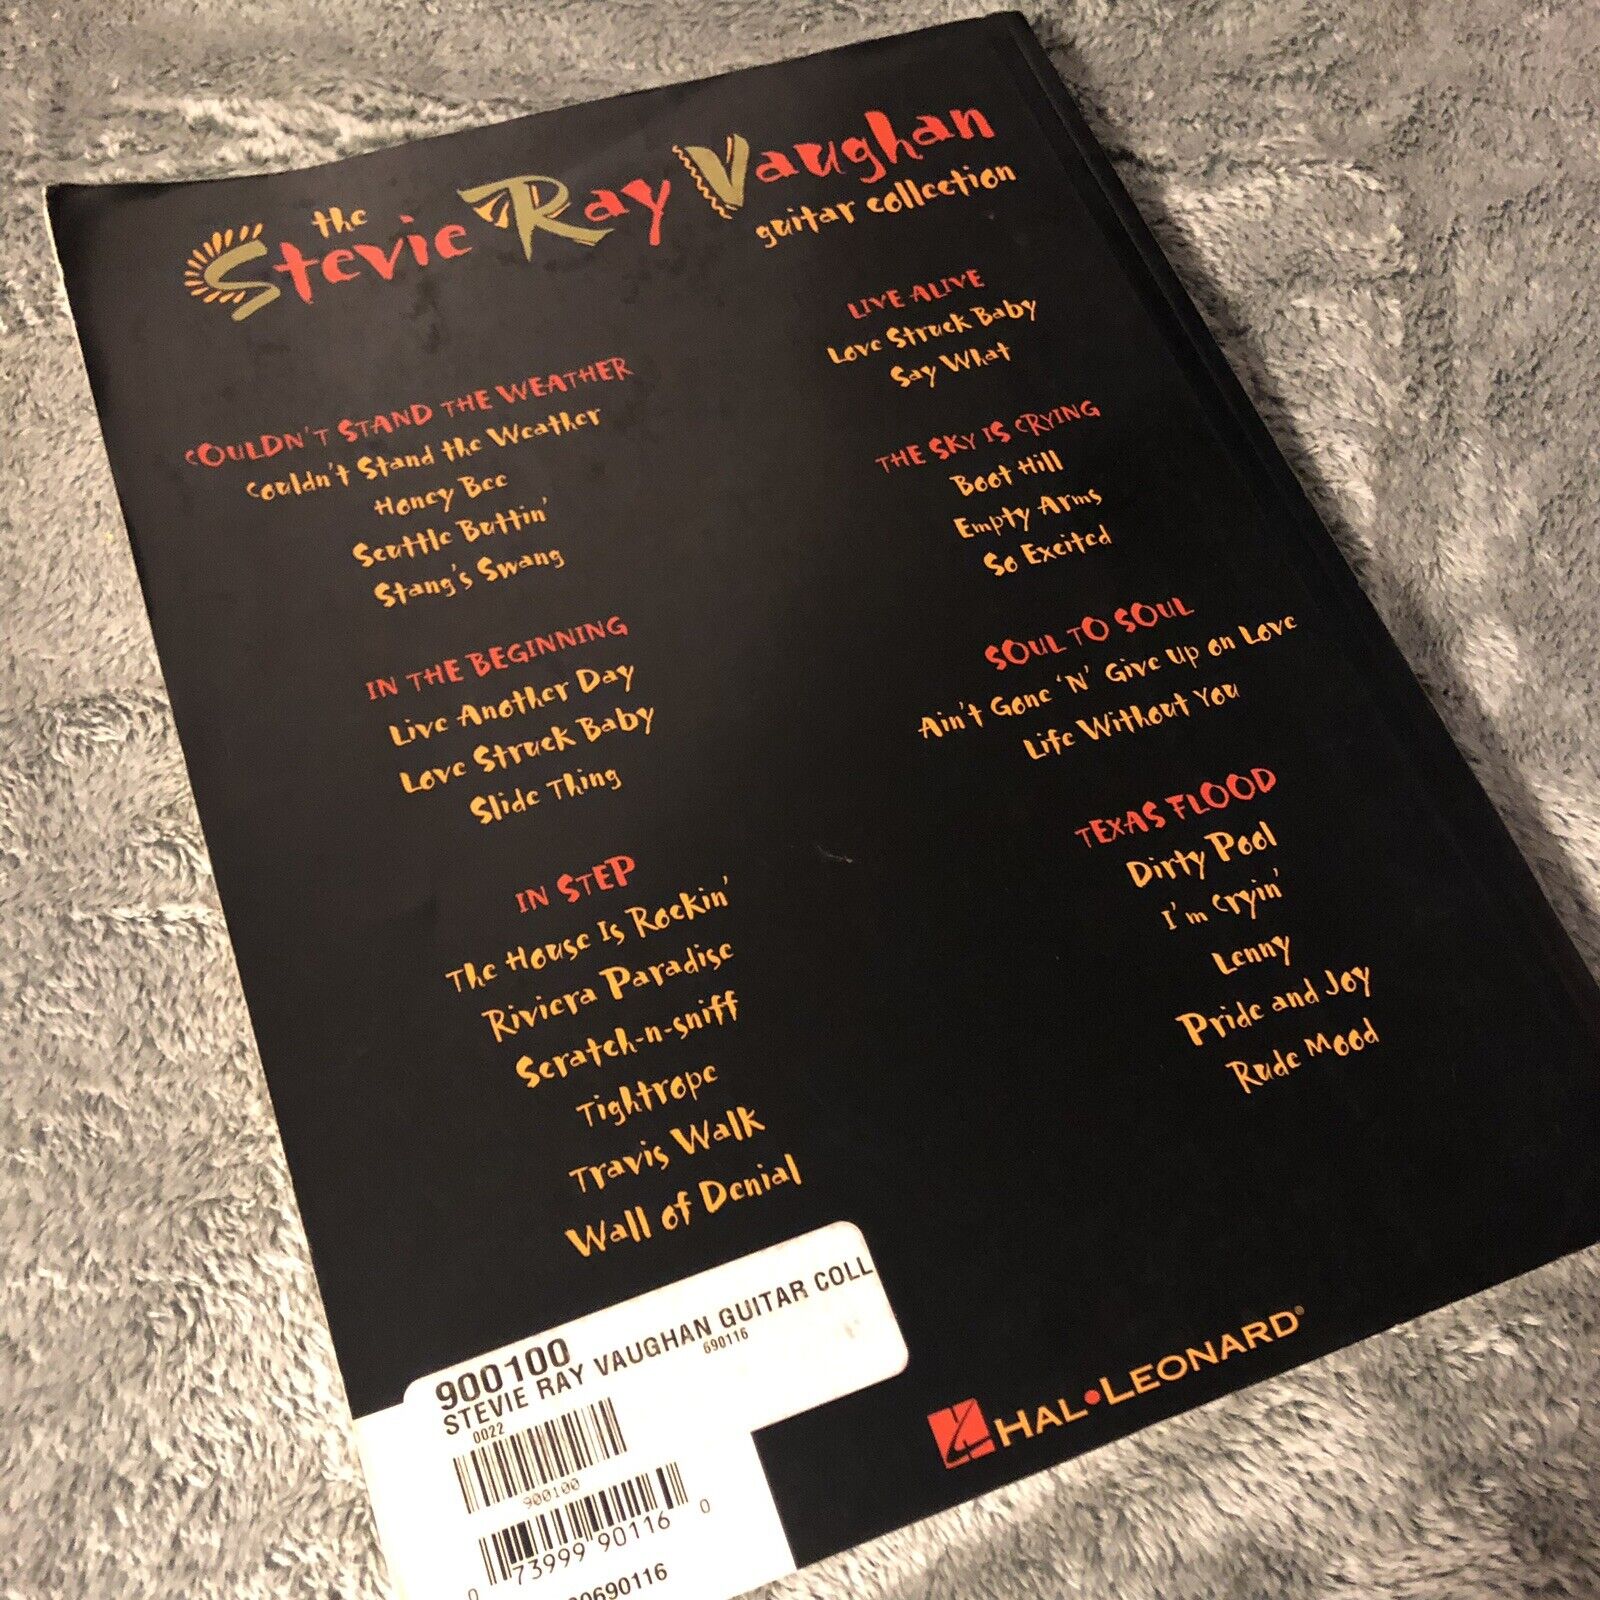 the
Stevie Ray Vaughan
guitar collection
COULDN'T STAND THE WEATHER
Couldn't Stand the Weather
Honey Bee
Scuttle Buttin'
Stang's Swang
IN THE BEGINNING
Live Another Day
Love Struck Baby
Slide Thing
IN STEP
The House Is Rockin'
Riviera Paradise
Scratch-n-sniff
Tightrope
Travis Walk
Wall of Denial
LIVE ALIVE
Love Struck Baby
Say What
THE SKY IS CRYING
Boot Hill
Empty Arms
So Excited
SOUL TO SOUL
Ain't Gone 'N' Give Up on Love
Life Without You
TEXAS FLOOD
Dirty Pool
I'm Cryin'
Lenny
Pride and Joy
Rude Mood
900100
STEVIE RAY VAUGHAN GUITAR COLL
0022
690116
900100
0 73999 90116 0
0690116
HAL•LEONARD®